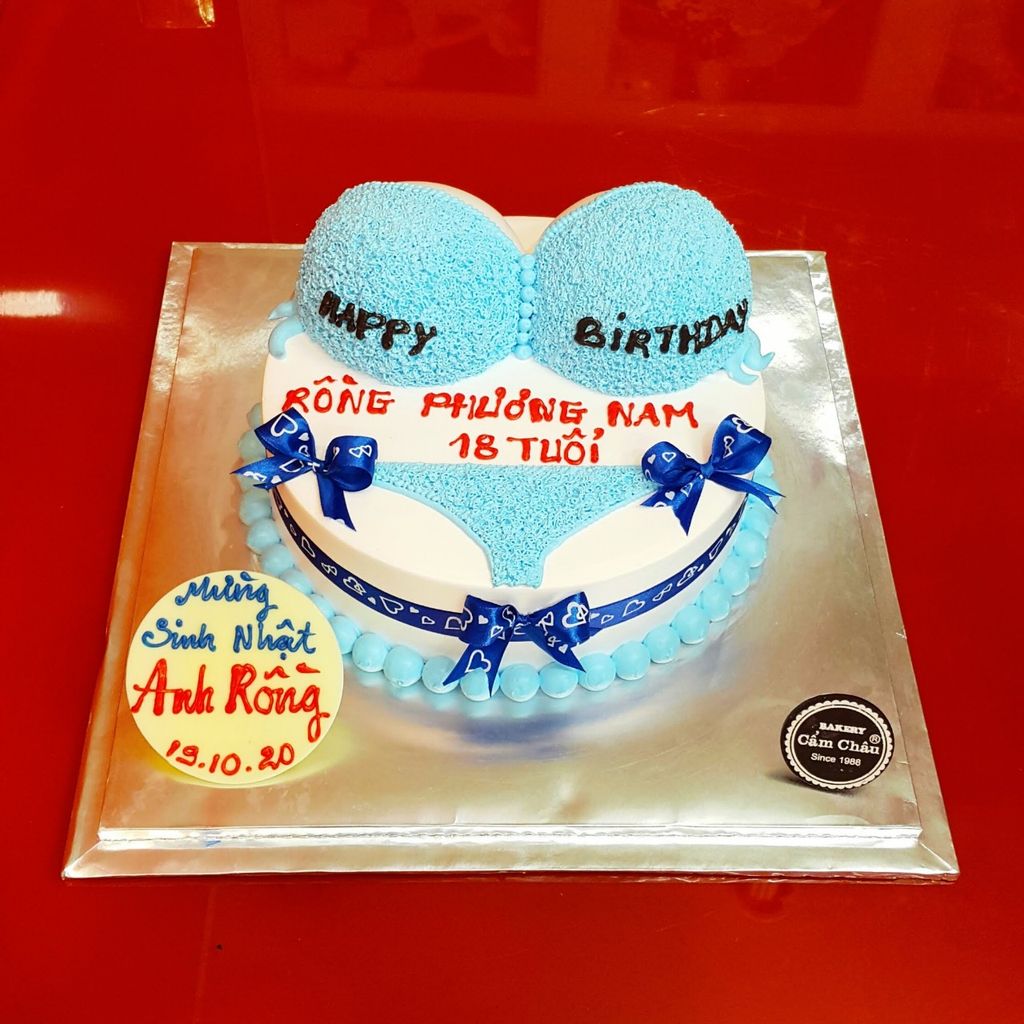 HAPPY BiRTHDAY
RỒNG PHƯƠNG NAM
18 TUỔI
Mừng
Sinh Nhật
Anh Rồng
19.10.20
BAKERY
Cẩm Châu ®
Since 1988